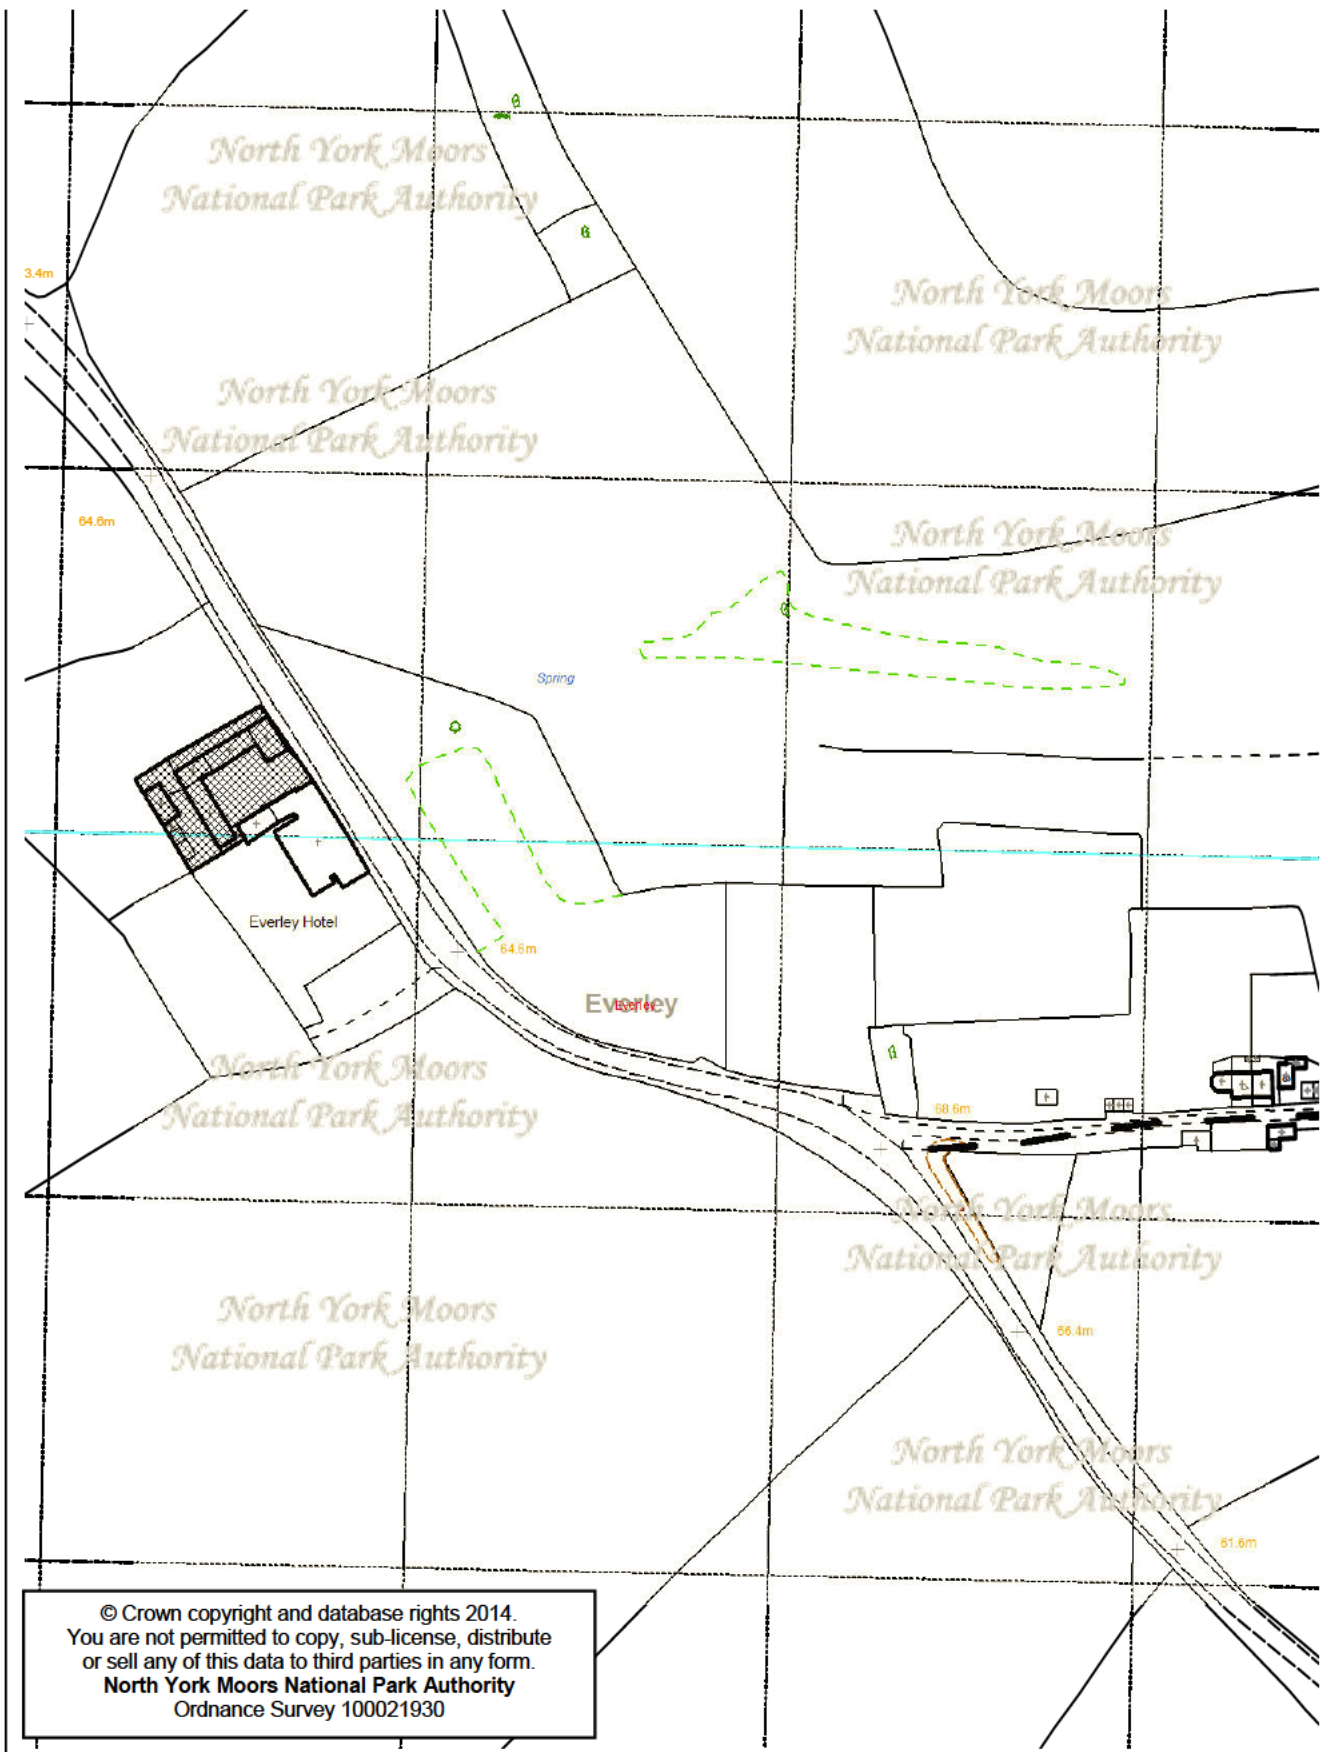 North York Moors
National Park Authority
3.4m
North York Moors
National Park Authority
North York Moors
National Park Authority
64.6m
North York Moors
National Park Authority
Spring
Everley Hotel
64.6m
Everley
Everley
North York Moors
National Park Authority
68.6m
North York Moors
National Park Authority
North York Moors
National Park Authority
66.4m
North York Moors
National Park Authority
61.6m
© Crown copyright and database rights 2014.
You are not permitted to copy, sub-license, distribute
or sell any of this data to third parties in any form.
North York Moors National Park Authority
Ordnance Survey 100021930